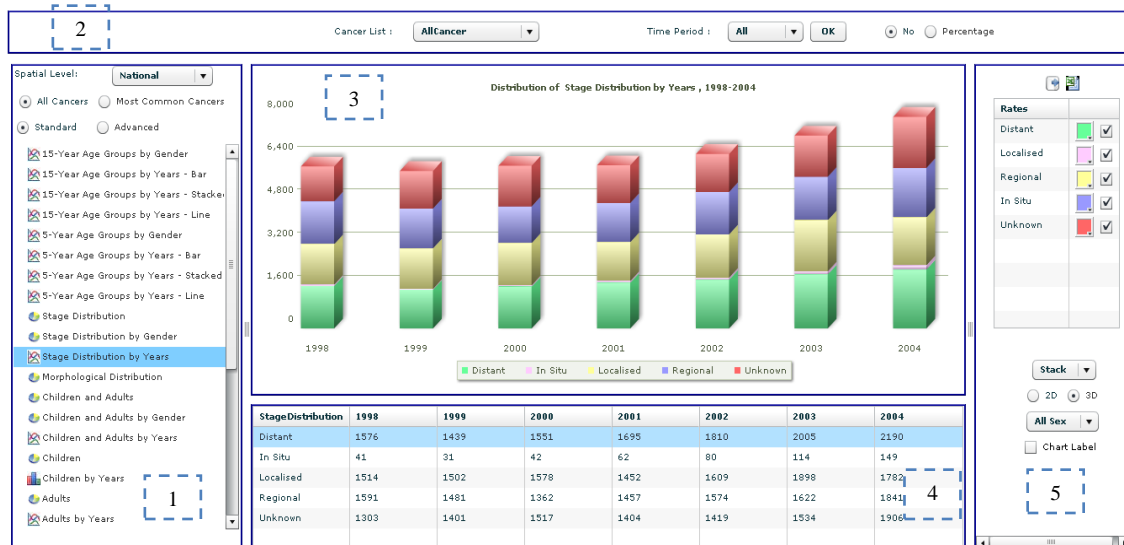 2
Cancer List :
AllCancer
Time Period :
All
OK
No
Percentage
Spatial Level:
National
All Cancers
Most Common Cancers
Standard
Advanced
15-Year Age Groups by Gender
15-Year Age Groups by Years - Bar
15-Year Age Groups by Years - Stacke
15-Year Age Groups by Years - Line
5-Year Age Groups by Gender
5-Year Age Groups by Years - Bar
5-Year Age Groups by Years - Stacked
5-Year Age Groups by Years - Line
Stage Distribution
Stage Distribution by Gender
Stage Distribution by Years
Morphological Distribution
Children and Adults
Children and Adults by Gender
Children and Adults by Years
Children
Children by Years
Adults
Adults by Years
1
3
Distribution of Stage Distribution by Years , 1998-2004
8,000
6,400
4,800
3,200
1,600
0
1998 1999 2000 2001 2002 2003 2004
Distant In Situ Localised Regional Unknown
StageDistribution 1998 1999 2000 2001 2002 2003 2004
Distant 1576 1439 1551 1695 1810 2005 2190
In Situ 41 31 42 62 80 114 149
Localised 1514 1502 1578 1452 1609 1898 1782
Regional 1591 1481 1362 1457 1574 1622 1841
Unknown 1303 1401 1517 1404 1419 1534 1906
4
Rates
Distant
Localised
Regional
In Situ
Unknown
Stack
2D
3D
All Sex
Chart Label
5